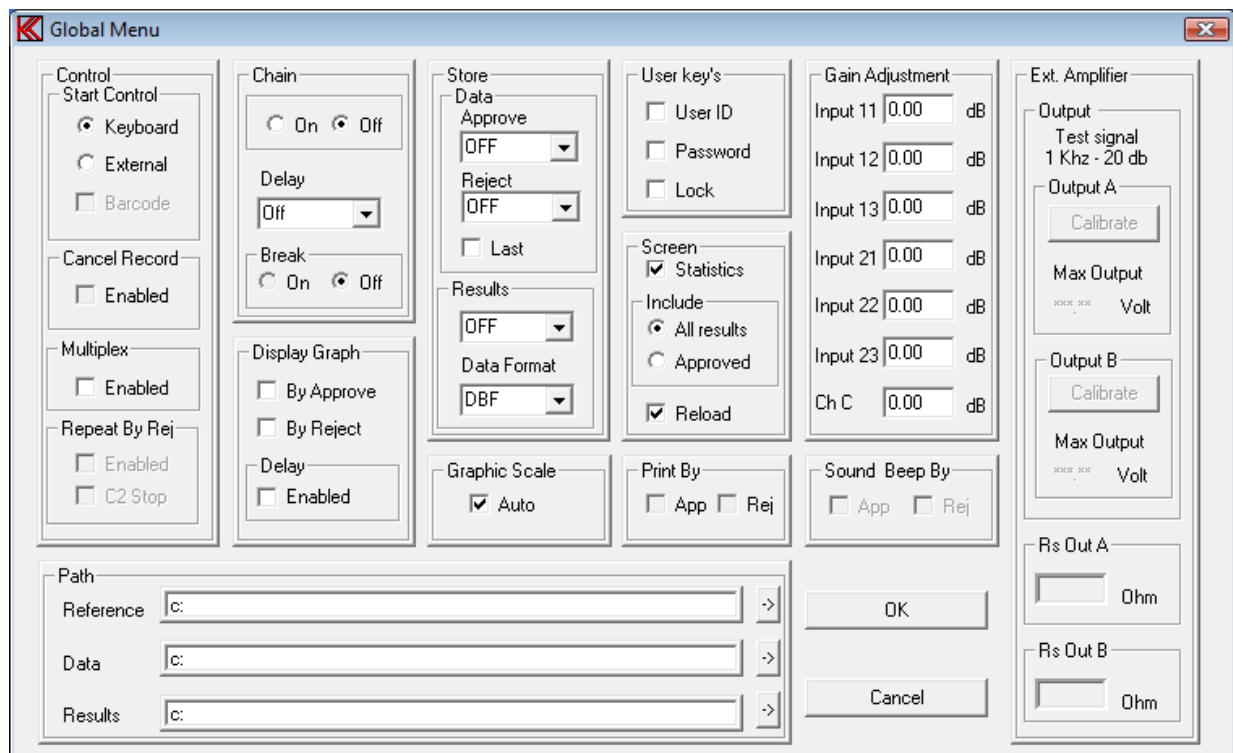 Global Menu
Control
Start Control
Keyboard
External
Barcode
Cancel Record
Enabled
Multiplex
Enabled
Repeat By Rej
Enabled
C2 Stop
Chain
On Off
Delay
Off
Break
On Off
Display Graph
By Approve
By Reject
Delay
Enabled
Store
Data
Approve
OFF
Reject
OFF
Last
Results
OFF
Data Format
DBF
Graphic Scale
Auto
User key's
User ID
Password
Lock
Screen
Statistics
Include
All results
Approved
Reload
Print By
App Rej
Gain Adjustment
Input 11 0.00 dB
Input 12 0.00 dB
Input 13 0.00 dB
Input 21 0.00 dB
Input 22 0.00 dB
Input 23 0.00 dB
Ch C 0.00 dB
Sound Beep By
App Rej
Ext. Amplifier
Output
Test signal
1 Khz - 20 db
Output A
Calibrate
Max Output
***.** Volt
Output B
Calibrate
Max Output
***.** Volt
Rs Out A
Ohm
Rs Out B
Ohm
Path
Reference c: ->
Data c: ->
Results c: ->
OK
Cancel